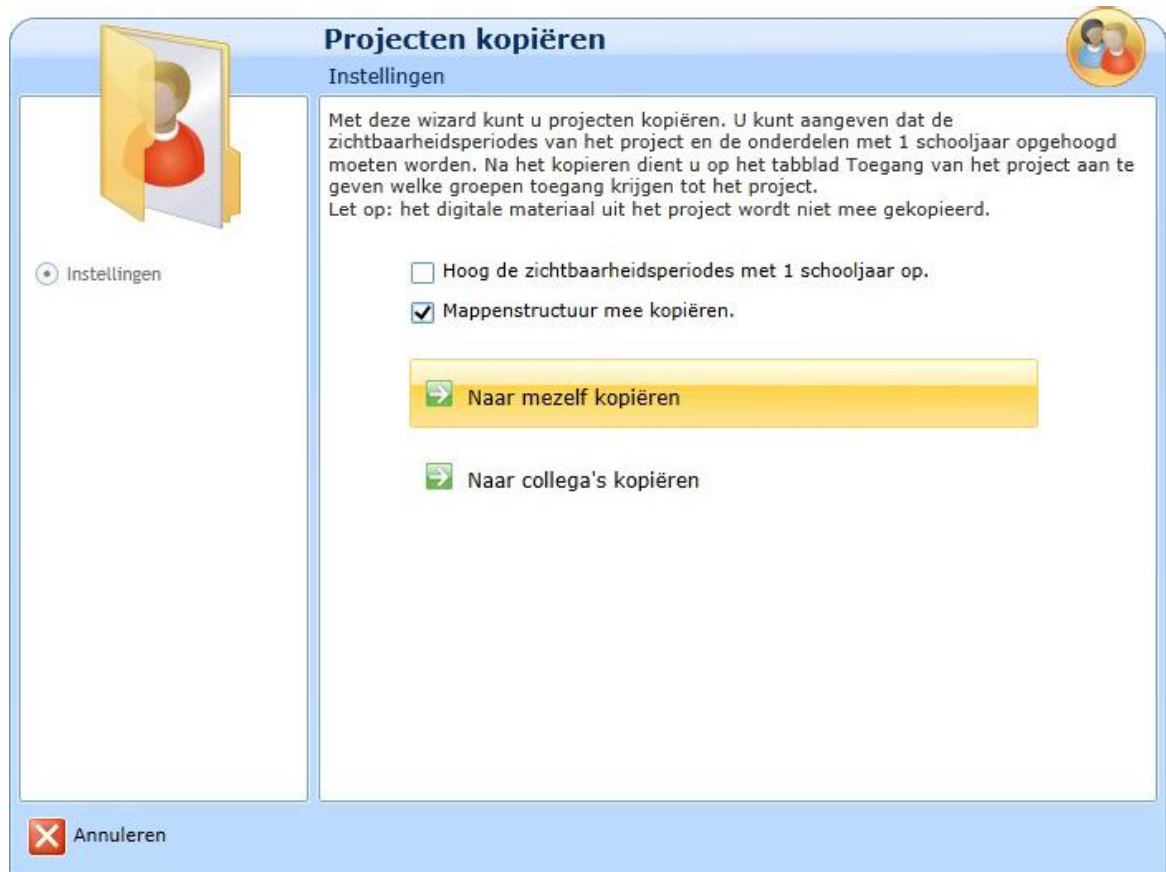 Projecten kopiëren
Instellingen
Met deze wizard kunt u projecten kopiëren. U kunt aangeven dat de
zichtbaarheidsperiodes van het project en de onderdelen met 1 schooljaar opgehoogd
moeten worden. Na het kopieren dient u op het tabblad Toegang van het project aan te
geven welke groepen toegang krijgen tot het project.
Let op: het digitale materiaal uit het project wordt niet mee gekopieerd.
Instellingen
Hoog de zichtbaarheidsperiodes met 1 schooljaar op.
Mappenstructuur mee kopiëren.
Naar mezelf kopiëren
Naar collega's kopiëren
Annuleren